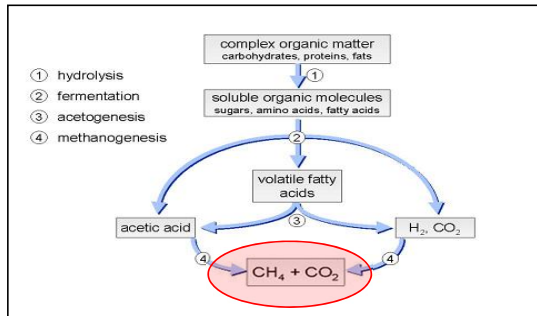 complex organic matter
carbohydrates, proteins, fats
① hydrolysis
① 
② fermentation
soluble organic molecules
sugars, amino acids, fatty acids
③ acetogenesis
④ methanogenesis
②
volatile fatty
acids
acetic acid
③
H₂, CO₂
④
④
CH₄ + CO₂